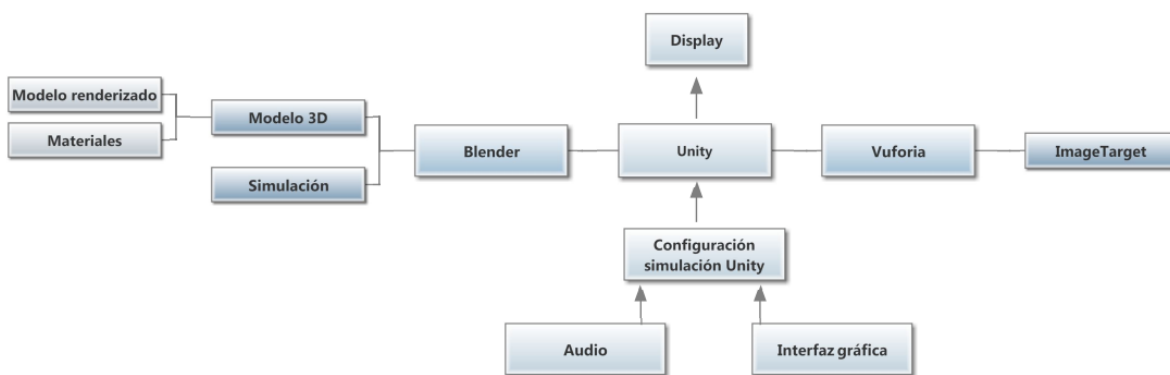 Display
Modelo renderizado
Materiales
Modelo 3D
Simulación
Blender
Unity
Vuforia
ImageTarget
Configuración
simulación Unity
Audio
Interfaz gráfica